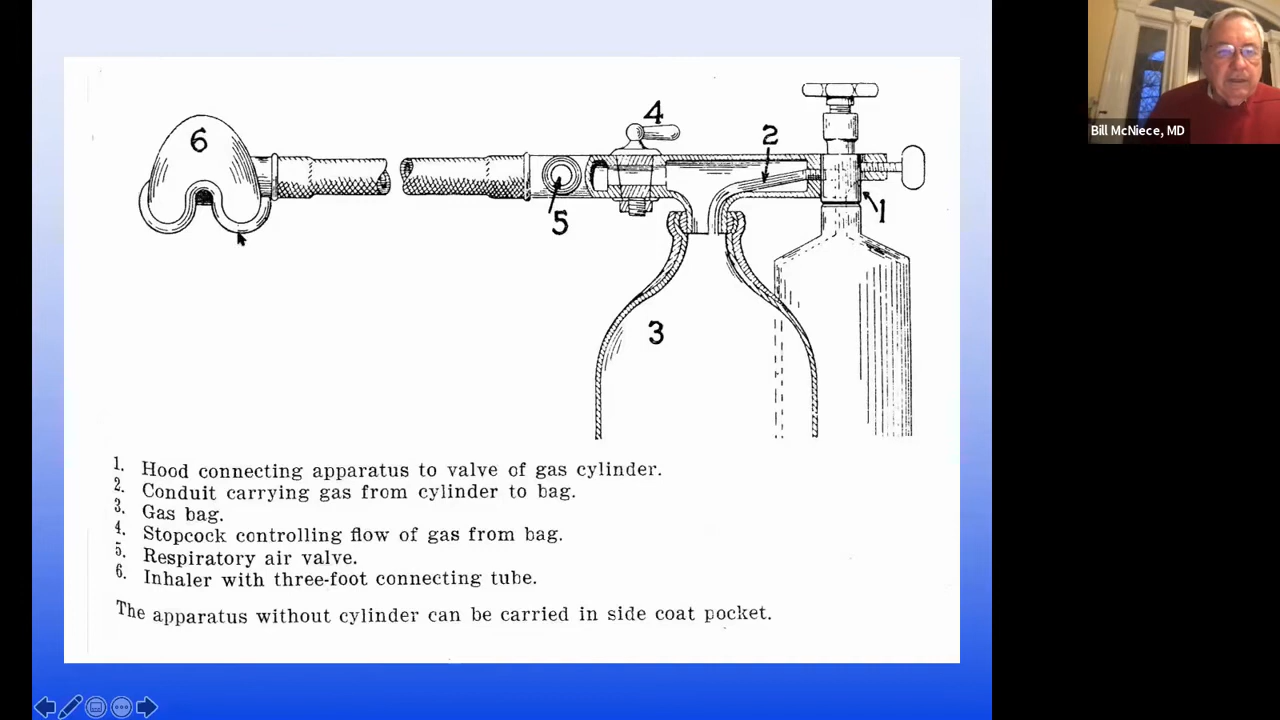 6
4
2
5
1
3
Bill McNiece, MD
1. Hood connecting apparatus to valve of gas cylinder.
2. Conduit carrying gas from cylinder to bag.
3. Gas bag.
4. Stopcock controlling flow of gas from bag.
5. Respiratory air valve.
6. Inhaler with three-foot connecting tube.
The apparatus without cylinder can be carried in side coat pocket.